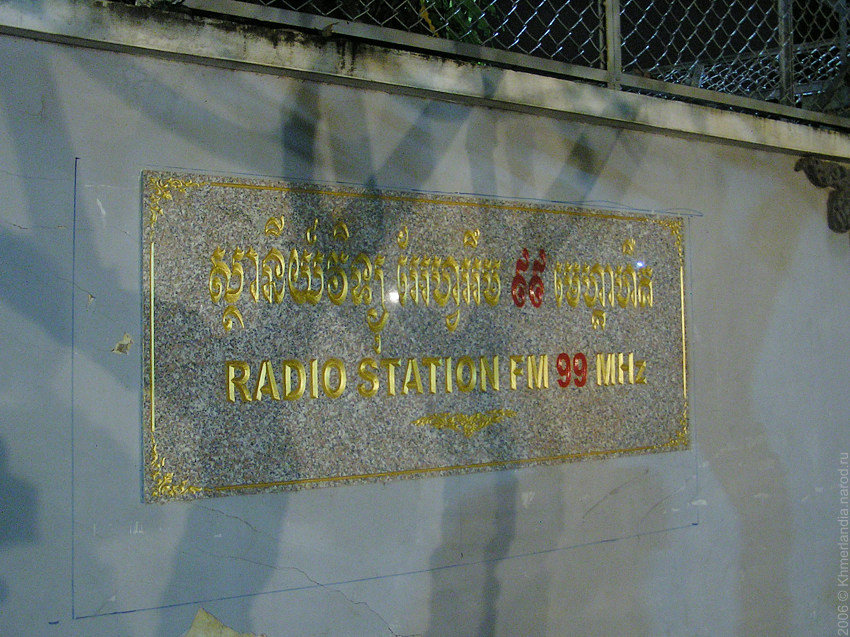 ស្ថានីយ៍វិទ្យុ អែហ្វអឹម ៩៩ មេហ្គាហឺត
RADIO STATION FM 99 MHz
2006 © Khmerlandia.narod.ru